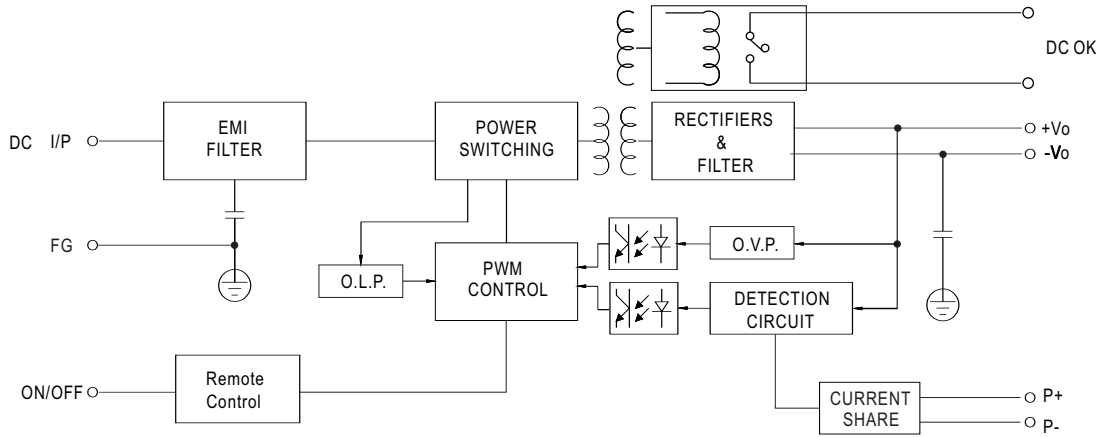 DC OK
DC I/P
EMI
FILTER
POWER
SWITCHING
RECTIFIERS
&
FILTER
+Vo
-Vo
FG
O.L.P.
PWM
CONTROL
O.V.P.
DETECTION
CIRCUIT
ON/OFF
Remote
Control
CURRENT
SHARE
P+
P-